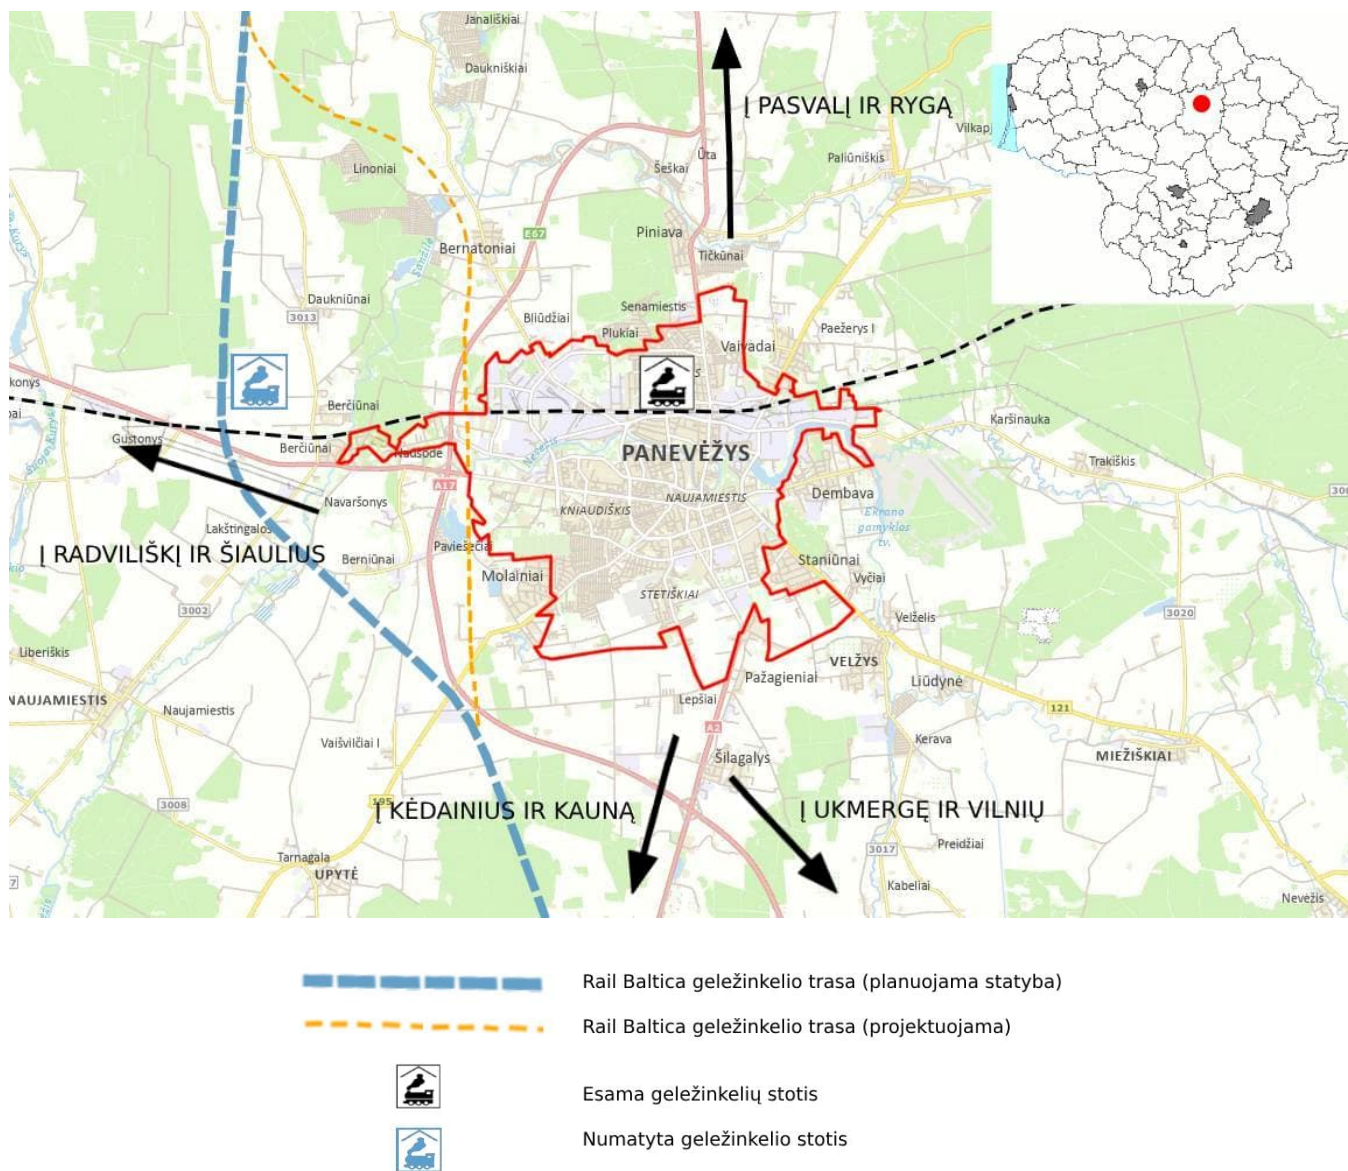 Janališkiai
Daukniškiai
Į PASVALĮ IR RYGĄ
Vilkapj
Ūta
Paliūniškis
Šeškai
Linoniai
Piniava
E67
Bernatoniai
Tičkūnai
Sanžilė
Daukniūnai
3013
Senamiestis
Bliūdžiai
Plukiai
Paežerys I
Vaivadai
Berčiūnai
Karšinauka
Gustonys
Berčiūnai
Nausodė
Nevėžis
PANEVĖŽYS
Trakiškis
A17
Dembava
NAUJAMIESTIS
Navaršonys
KNIAUDIŠKIS
Ekrano
gamyklos
tv.
Lakštingalos
Paviešečiai
Berniūnai
Į RADVILIŠKĮ IR ŠIAULIUS
Staniūnai
Molainiai
Vyčiai
STETIŠKIAI
3002
3020
Velželis
Liberiškis
VELŽYS
Pažagieniai
Liūdynė
NAUJAMIESTIS
Naujamiestis
Lepšiai
121
A2
Vaišvilčiai I
Kerava
Šilagalys
MIEŽIŠKIAI
3008
195
Į KĖDAINIUS IR KAUNĄ
Į UKMERGĘ IR VILNIŲ
3017
Preidžiai
Tarnagala
UPYTĖ
Kabeliai
Nevėžis
Rail Baltica geležinkelio trasa (planuojama statyba)
Rail Baltica geležinkelio trasa (projektuojama)
Esama geležinkelių stotis
Numatyta geležinkelio stotis